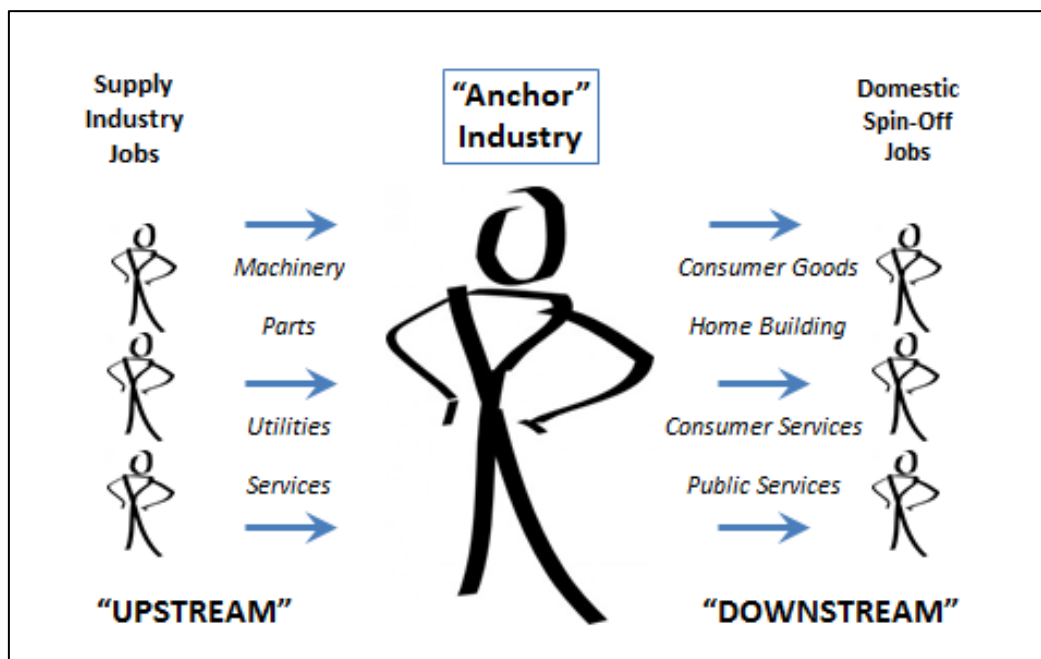 Supply
Industry
Jobs
“Anchor”
Industry
Domestic
Spin-Off
Jobs
Machinery
Parts
Utilities
Services
Consumer Goods
Home Building
Consumer Services
Public Services
“UPSTREAM”
“DOWNSTREAM”